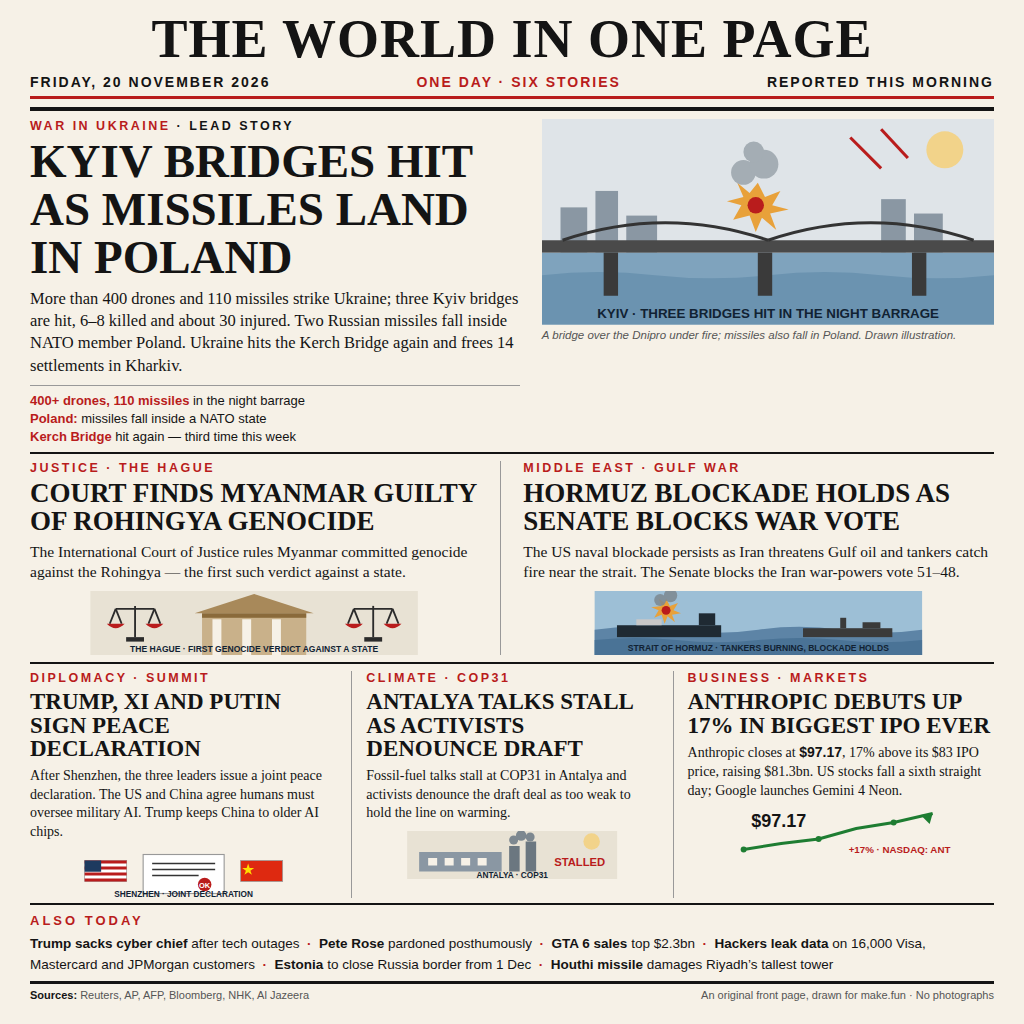 THE WORLD IN ONE PAGE
FRIDAY, 20 NOVEMBER 2026
ONE DAY · SIX STORIES
REPORTED THIS MORNING
WAR IN UKRAINE · LEAD STORY
KYIV BRIDGES HIT
AS MISSILES LAND
IN POLAND
More than 400 drones and 110 missiles strike Ukraine; three Kyiv bridges
are hit, 6–8 killed and about 30 injured. Two Russian missiles fall inside
NATO member Poland. Ukraine hits the Kerch Bridge again and frees 14
settlements in Kharkiv.
400+ drones, 110 missiles in the night barrage
Poland: missiles fall inside a NATO state
Kerch Bridge hit again — third time this week
KYIV · THREE BRIDGES HIT IN THE NIGHT BARRAGE
A bridge over the Dnipro under fire; missiles also fall in Poland. Drawn illustration.
JUSTICE · THE HAGUE
COURT FINDS MYANMAR GUILTY
OF ROHINGYA GENOCIDE
The International Court of Justice rules Myanmar committed genocide
against the Rohingya — the first such verdict against a state.
THE HAGUE · FIRST GENOCIDE VERDICT AGAINST A STATE
MIDDLE EAST · GULF WAR
HORMUZ BLOCKADE HOLDS AS
SENATE BLOCKS WAR VOTE
The US naval blockade persists as Iran threatens Gulf oil and tankers catch
fire near the strait. The Senate blocks the Iran war-powers vote 51–48.
STRAIT OF HORMUZ · TANKERS BURNING, BLOCKADE HOLDS
DIPLOMACY · SUMMIT
TRUMP, XI AND PUTIN
SIGN PEACE
DECLARATION
After Shenzhen, the three leaders issue a joint peace
declaration. The US and China agree humans must
oversee military AI. Trump keeps China to older AI
chips.
OK
SHENZHEN · JOINT DECLARATION
CLIMATE · COP31
ANTALYA TALKS STALL
AS ACTIVISTS
DENOUNCE DRAFT
Fossil-fuel talks stall at COP31 in Antalya and
activists denounce the draft deal as too weak to
hold the line on warming.
STALLED
ANTALYA · COP31
BUSINESS · MARKETS
ANTHROPIC DEBUTS UP
17% IN BIGGEST IPO EVER
Anthropic closes at $97.17, 17% above its $83 IPO
price, raising $81.3bn. US stocks fall a sixth straight
day; Google launches Gemini 4 Neon.
$97.17
+17% · NASDAQ: ANT
ALSO TODAY
Trump sacks cyber chief after tech outages · Pete Rose pardoned posthumously · GTA 6 sales top $2.3bn · Hackers leak data on 16,000 Visa,
Mastercard and JPMorgan customers · Estonia to close Russia border from 1 Dec · Houthi missile damages Riyadh’s tallest tower
Sources: Reuters, AP, AFP, Bloomberg, NHK, Al Jazeera
An original front page, drawn for make.fun · No photographs